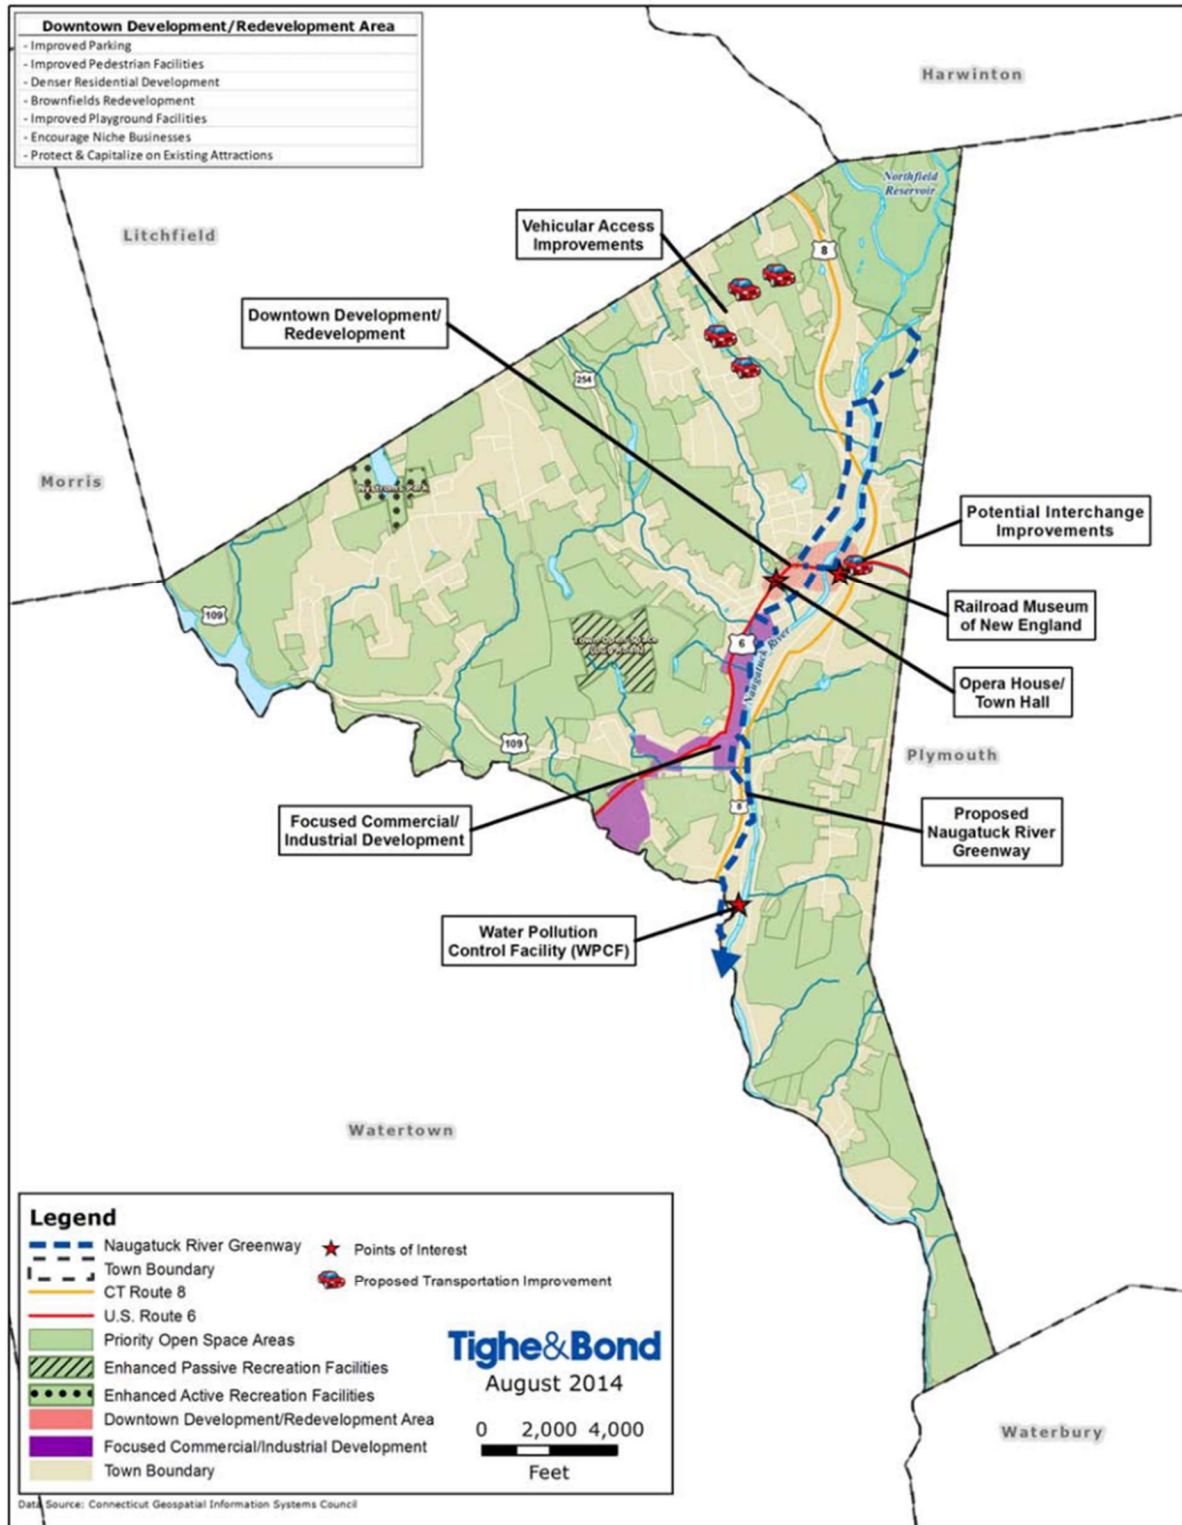 Downtown Development/Redevelopment Area
- Improved Parking
- Improved Pedestrian Facilities
- Denser Residential Development
- Brownfields Redevelopment
- Improved Playground Facilities
- Encourage Niche Businesses
- Protect & Capitalize on Existing Attractions
Harwinton
Northfield
Reservoir
Litchfield
Vehicular Access
Improvements
8
Downtown Development/
Redevelopment
254
Morris
Nystroms Park
Potential Interchange
Improvements
109
Railroad Museum
of New England
6
Naugatuck River
Town Open Space
Opera House/
Town Hall
109
Plymouth
8
Focused Commercial/
Industrial Development
Proposed
Naugatuck River
Greenway
Water Pollution
Control Facility (WPCF)
Watertown
Legend
Naugatuck River Greenway
Town Boundary
CT Route 8
U.S. Route 6
Priority Open Space Areas
Enhanced Passive Recreation Facilities
Enhanced Active Recreation Facilities
Downtown Development/Redevelopment Area
Focused Commercial/Industrial Development
Town Boundary
Points of Interest
Proposed Transportation Improvement
Tighe&Bond
August 2014
0 2,000 4,000
Feet
Waterbury
Data Source: Connecticut Geospatial Information Systems Council